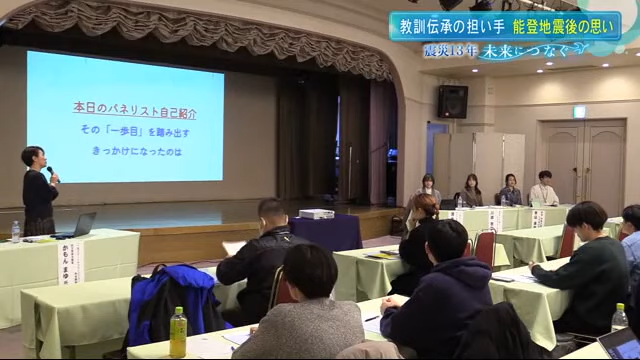 教訓伝承の担い手 能登地震後の思い
震災13年 未来につなぐ
本日のパネリスト自己紹介
その「一歩目」を踏み出す
きっかけになったのは
かもん まゆ